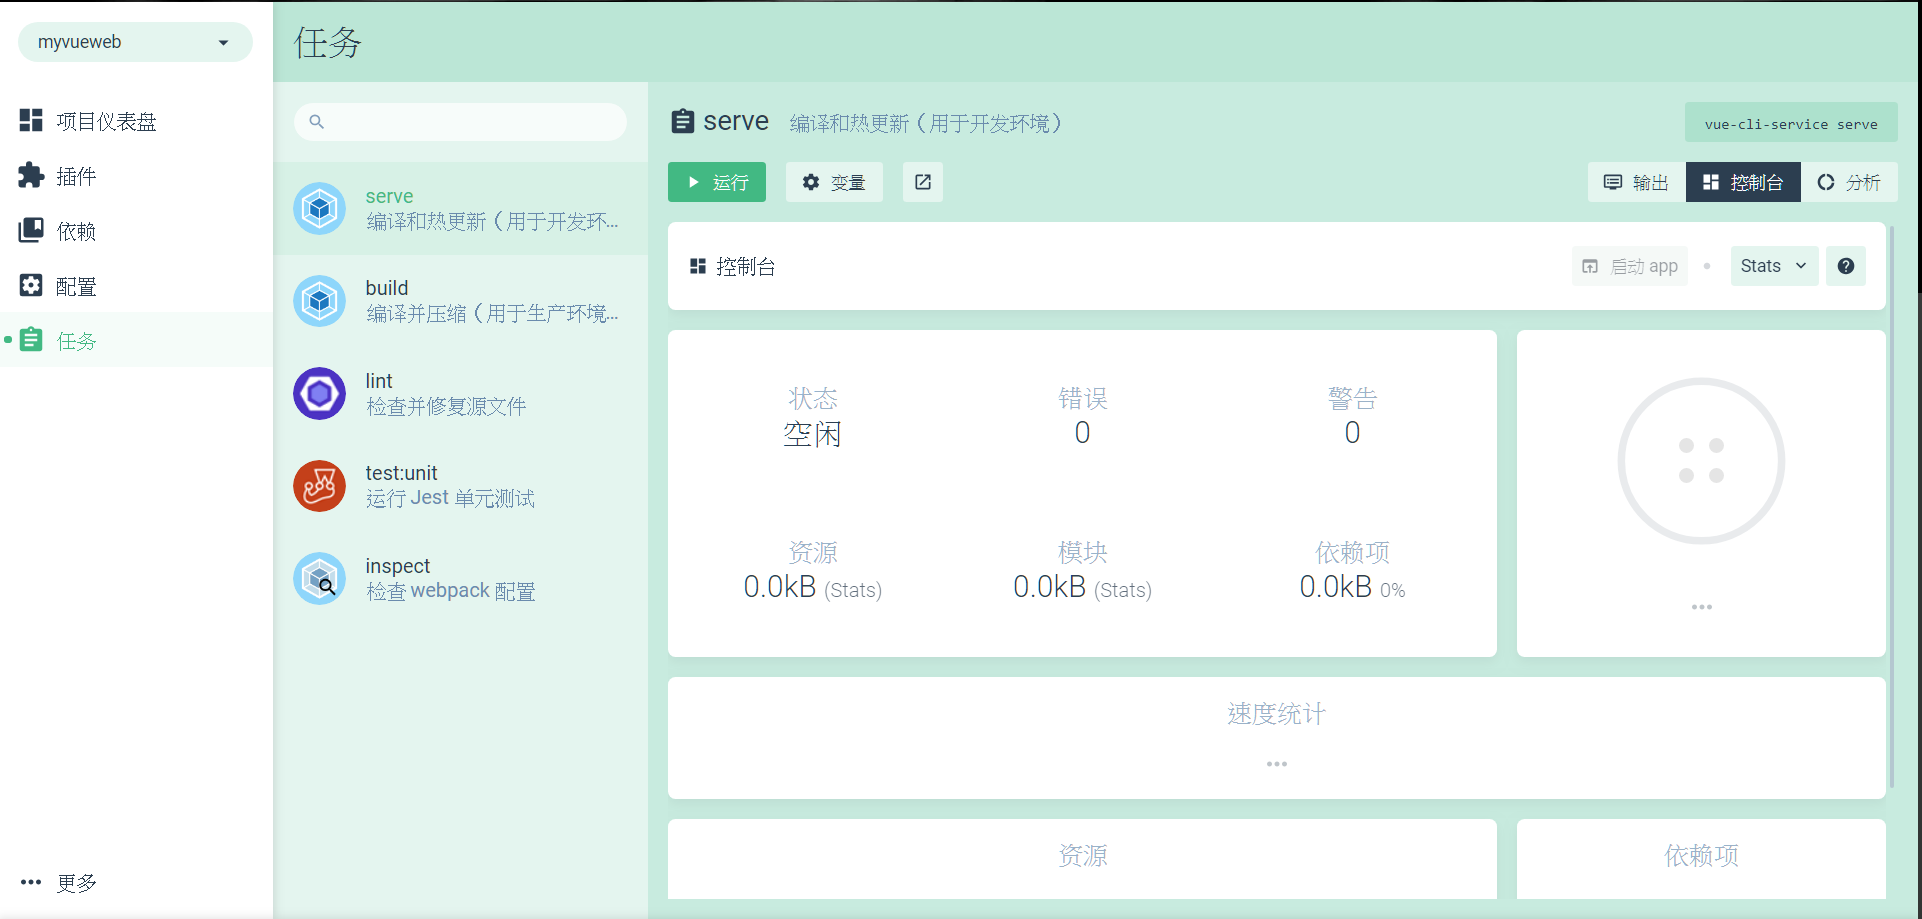 myvueweb
任务
项目仪表盘
插件
依赖
配置
任务
更多
serve
编译和热更新（用于开发环...
build
编译并压缩（用于生产环境...
lint
检查并修复源文件
test:unit
运行 Jest 单元测试
inspect
检查 webpack 配置
serve 编译和热更新（用于开发环境）
vue-cli-service serve
运行 变量
输出 控制台 分析
控制台
启动 app Stats
状态 错误 警告
空闲 0 0
资源 模块 依赖项
0.0kB (Stats) 0.0kB (Stats) 0.0kB 0%
速度统计
资源 依赖项